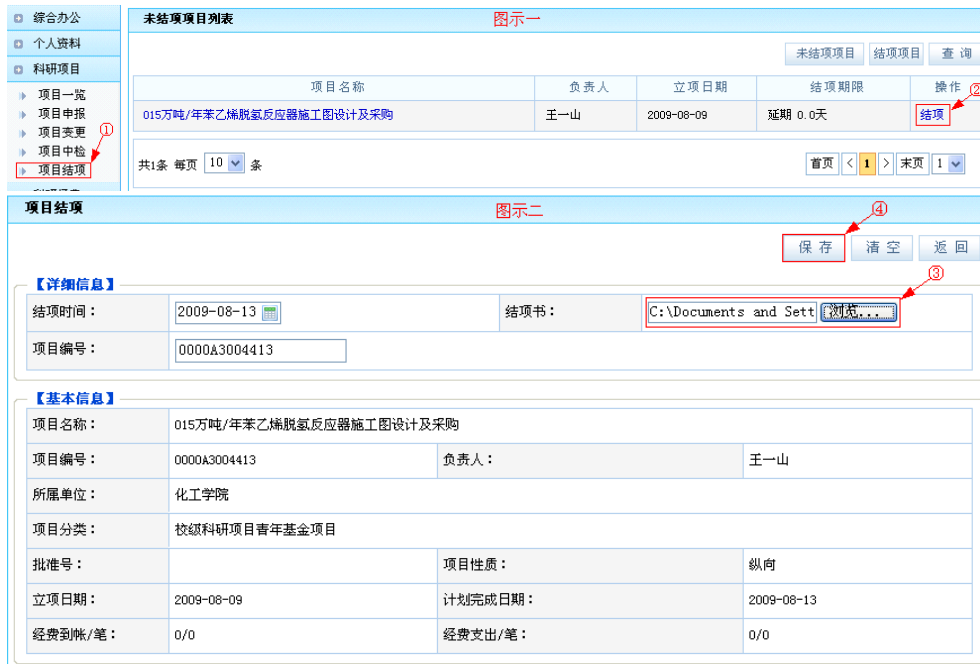 综合办公
个人资料
科研项目
项目一览
项目申报
项目变更
项目中检
①
项目结项
未结项项目列表 图示一
未结项项目 结项项目 查 询
项目名称 负责人 立项日期 结项期限 操作 ②
015万吨/年苯乙烯脱氢反应器施工图设计及采购 王一山 2009-08-09 延期 0.0天 结项
共1条 每页 10 条 首页 < 1 > 末页 1
项目结项 图示二 ④
保 存 清 空 返 回
③
【详细信息】
结项时间: 2009-08-13 结项书: C:\Documents and Sett 浏览...
项目编号: 0000A3004413
【基本信息】
项目名称: 015万吨/年苯乙烯脱氢反应器施工图设计及采购
项目编号: 0000A3004413 负责人: 王一山
所属单位: 化工学院
项目分类: 校级科研项目青年基金项目
批准号: 项目性质: 纵向
立项日期: 2009-08-09 计划完成日期: 2009-08-13
经费到帐/笔: 0/0 经费支出/笔: 0/0